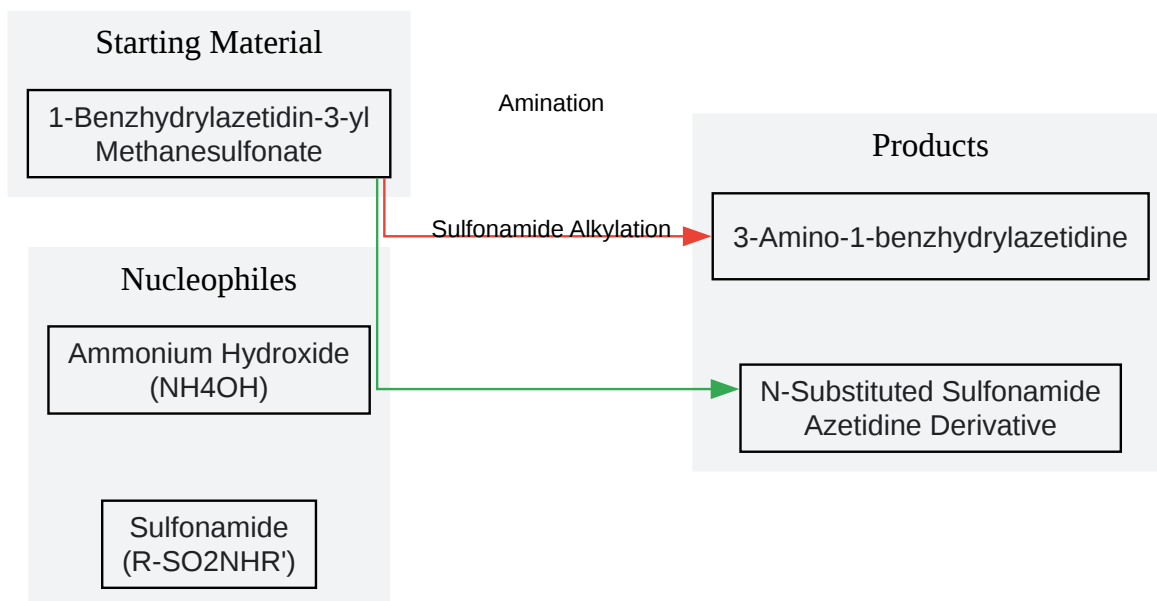 Starting Material
1-Benzhydrylazetidin-3-yl
Methanesulfonate
Nucleophiles
Ammonium Hydroxide
(NH4OH)
Sulfonamide
(R-SO2NHR')
Amination
Sulfonamide Alkylation
Products
3-Amino-1-benzhydrylazetidine
N-Substituted Sulfonamide
Azetidine Derivative